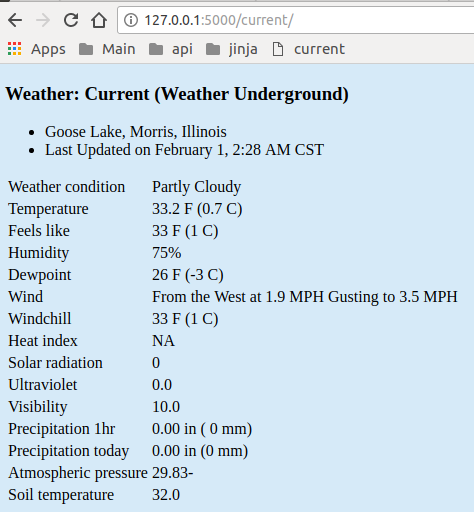 127.0.0.1:5000/current/
Apps Main api jinja current
Weather: Current (Weather Underground)
• Goose Lake, Morris, Illinois
• Last Updated on February 1, 2:28 AM CST
Weather condition Partly Cloudy
Temperature 33.2 F (0.7 C)
Feels like 33 F (1 C)
Humidity 75%
Dewpoint 26 F (-3 C)
Wind From the West at 1.9 MPH Gusting to 3.5 MPH
Windchill 33 F (1 C)
Heat index NA
Solar radiation 0
Ultraviolet 0.0
Visibility 10.0
Precipitation 1hr 0.00 in ( 0 mm)
Precipitation today 0.00 in (0 mm)
Atmospheric pressure 29.83-
Soil temperature 32.0